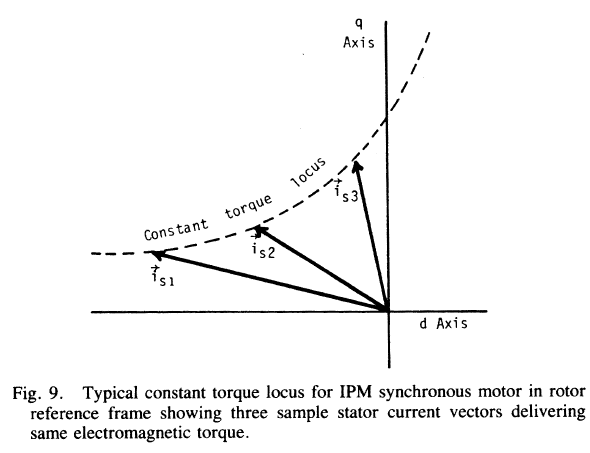 q
Axis
Constant torque locus
i⃗s3
i⃗s2
i⃗s1
d Axis
Fig. 9. Typical constant torque locus for IPM synchronous motor in rotor
reference frame showing three sample stator current vectors delivering
same electromagnetic torque.